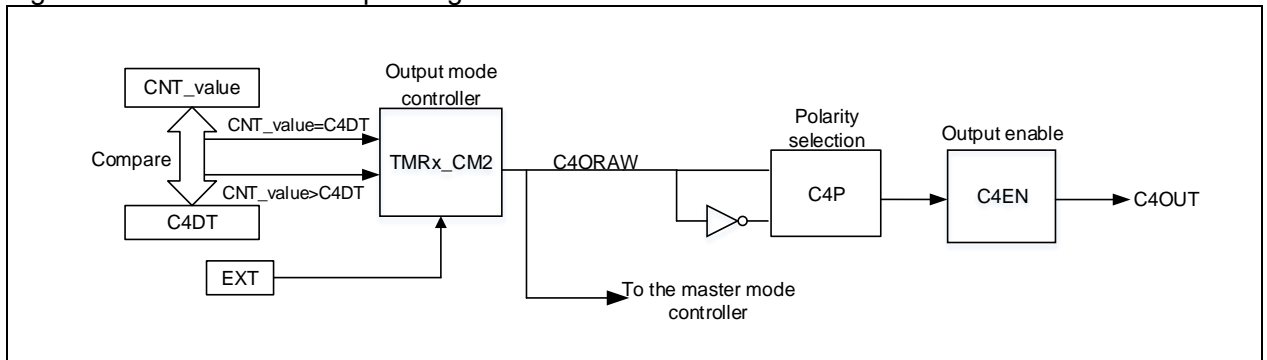 CNT_value
Compare
C4DT
CNT_value=C4DT
CNT_value>C4DT
EXT
Output mode
controller
TMRx_CM2
C4ORAW
To the master mode
controller
Polarity
selection
C4P
Output enable
C4EN
C4OUT